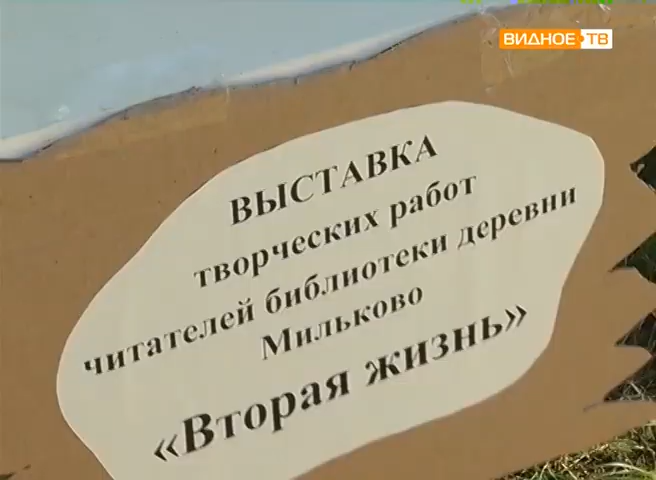 ВИДНОЕ ТВ
ВЫСТАВКА
творческих работ
читателей библиотеки деревни
Мильково
«Вторая жизнь»